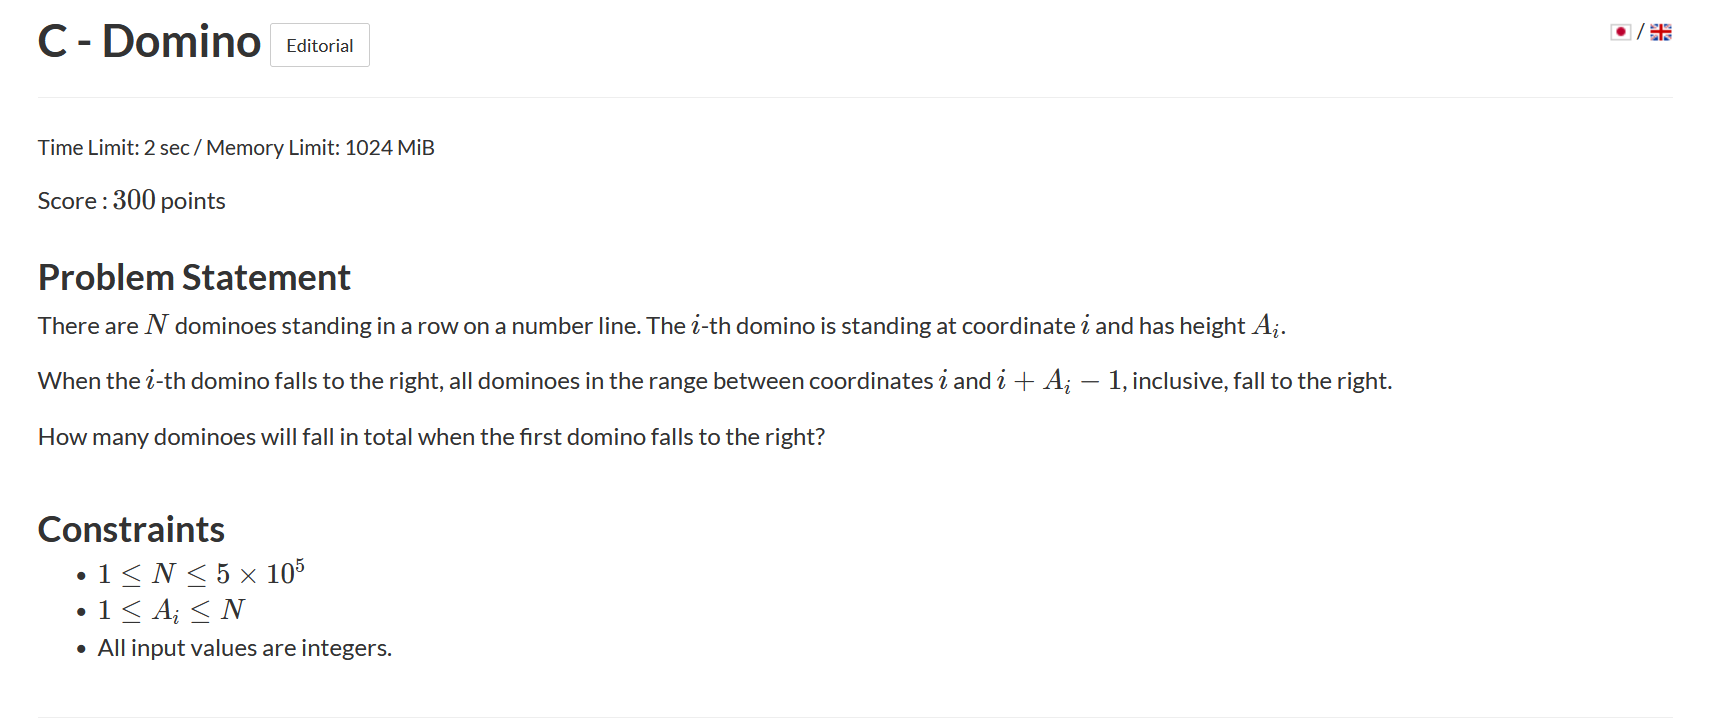 C - Domino Editorial /
Time Limit: 2 sec / Memory Limit: 1024 MiB
Score : 300 points
Problem Statement
There are N dominoes standing in a row on a number line. The i-th domino is standing at coordinate i and has height A_i.
When the i-th domino falls to the right, all dominoes in the range between coordinates i and i + A_i − 1, inclusive, fall to the right.
How many dominoes will fall in total when the first domino falls to the right?
Constraints
• 1 ≤ N ≤ 5 × 10^5
• 1 ≤ A_i ≤ N
• All input values are integers.